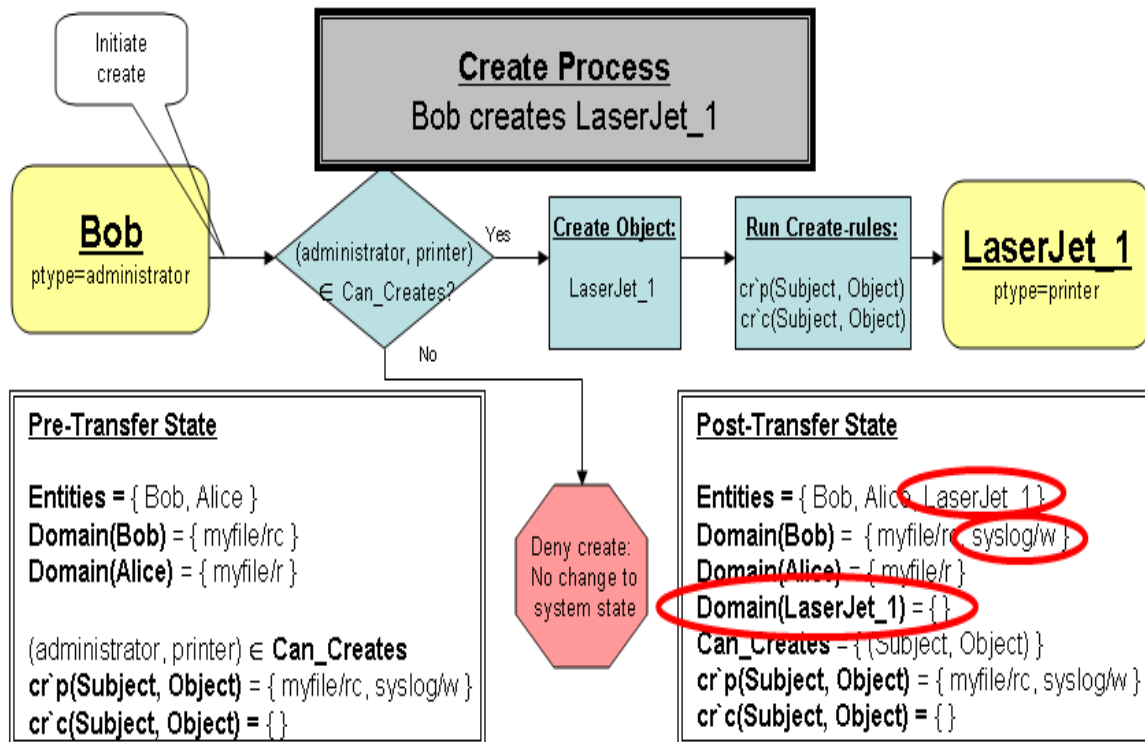 Initiate
create
Create Process
Bob creates LaserJet_1
Bob
ptype=administrator
(administrator, printer)
∈ Can_Creates?
Yes
No
Create Object:
LaserJet_1
Run Create-rules:
cr`p(Subject, Object)
cr`c(Subject, Object)
LaserJet_1
ptype=printer
Pre-Transfer State
Entities = { Bob, Alice }
Domain(Bob) = { myfile/rc }
Domain(Alice) = { myfile/r }
(administrator, printer) ∈ Can_Creates
cr`p(Subject, Object) = { myfile/rc, syslog/w }
cr`c(Subject, Object) = { }
Deny create:
No change to
system state
Post-Transfer State
Entities = { Bob, Alice, LaserJet_1 }
Domain(Bob) = { myfile/rc, syslog/w }
Domain(Alice) = { myfile/r }
Domain(LaserJet_1) = { }
Can_Creates = { (Subject, Object) }
cr`p(Subject, Object) = { myfile/rc, syslog/w }
cr`c(Subject, Object) = { }